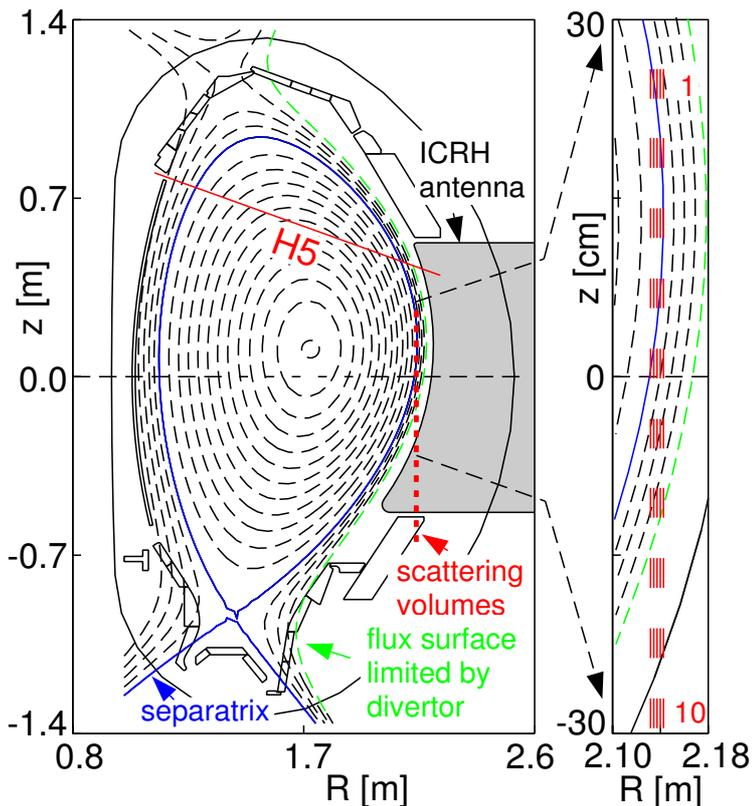 1.4
0.7
0.0
-0.7
-1.4
z [m]
0.8
1.7
2.6
R [m]
H5
ICRH
antenna
scattering
volumes
flux surface
limited by
divertor
separatrix
30
0
-30
z [cm]
1
10
2.10
2.18
R [m]